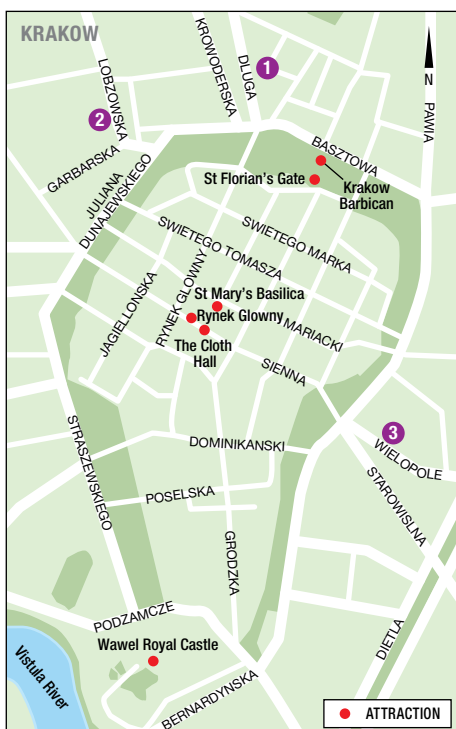 KRAKOW
LOBZOWSKA
KROWODERSKA
DLUGA
1
N
PAWIA
2
GARBARSKA
JULIANA
DUNAJEWSKIEGO
BASZTOWA
St Florian's Gate
Krakow
Barbican
SWIETEGO TOMASZA
SWIETEGO MARKA
JAGIELLONSKA
RYNEK GLOWNY
St Mary's Basilica
Rynek Glowny
MARIACKI
The Cloth
Hall
SIENNA
3
WIELOPOLE
STRASZEWSKIEGO
DOMINIKANSKI
STAROWISLNA
POSELSKA
GRODZKA
PODZAMCZE
DIETLA
Wawel Royal Castle
Vistula River
BERNARDYNSKA
ATTRACTION